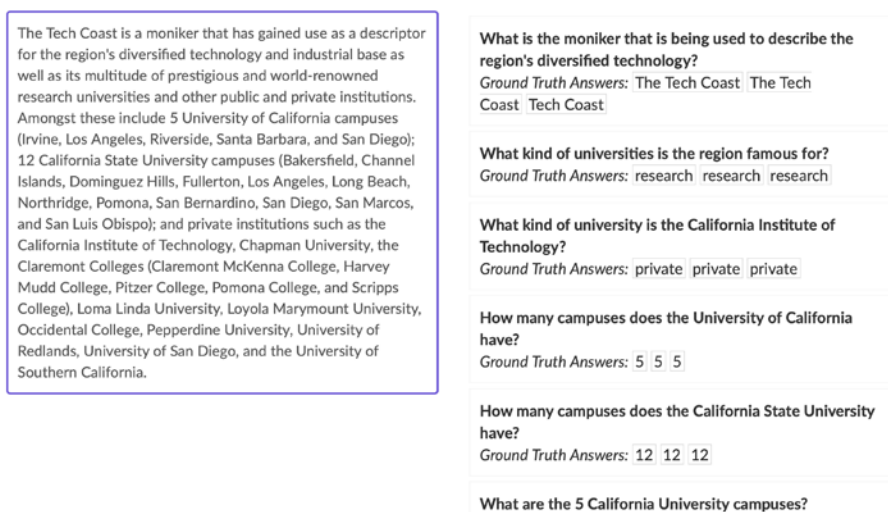 The Tech Coast is a moniker that has gained use as a descriptor
for the region's diversified technology and industrial base as
well as its multitude of prestigious and world-renowned
research universities and other public and private institutions.
Amongst these include 5 University of California campuses
(Irvine, Los Angeles, Riverside, Santa Barbara, and San Diego);
12 California State University campuses (Bakersfield, Channel
Islands, Dominguez Hills, Fullerton, Los Angeles, Long Beach,
Northridge, Pomona, San Bernardino, San Diego, San Marcos,
and San Luis Obispo); and private institutions such as the
California Institute of Technology, Chapman University, the
Claremont Colleges (Claremont McKenna College, Harvey
Mudd College, Pitzer College, Pomona College, and Scripps
College), Loma Linda University, Loyola Marymount University,
Occidental College, Pepperdine University, University of
Redlands, University of San Diego, and the University of
Southern California.
What is the moniker that is being used to describe the
region's diversified technology?
Ground Truth Answers: The Tech Coast The Tech
Coast Tech Coast
What kind of universities is the region famous for?
Ground Truth Answers: research research research
What kind of university is the California Institute of
Technology?
Ground Truth Answers: private private private
How many campuses does the University of California
have?
Ground Truth Answers: 5 5 5
How many campuses does the California State University
have?
Ground Truth Answers: 12 12 12
What are the 5 California University campuses?